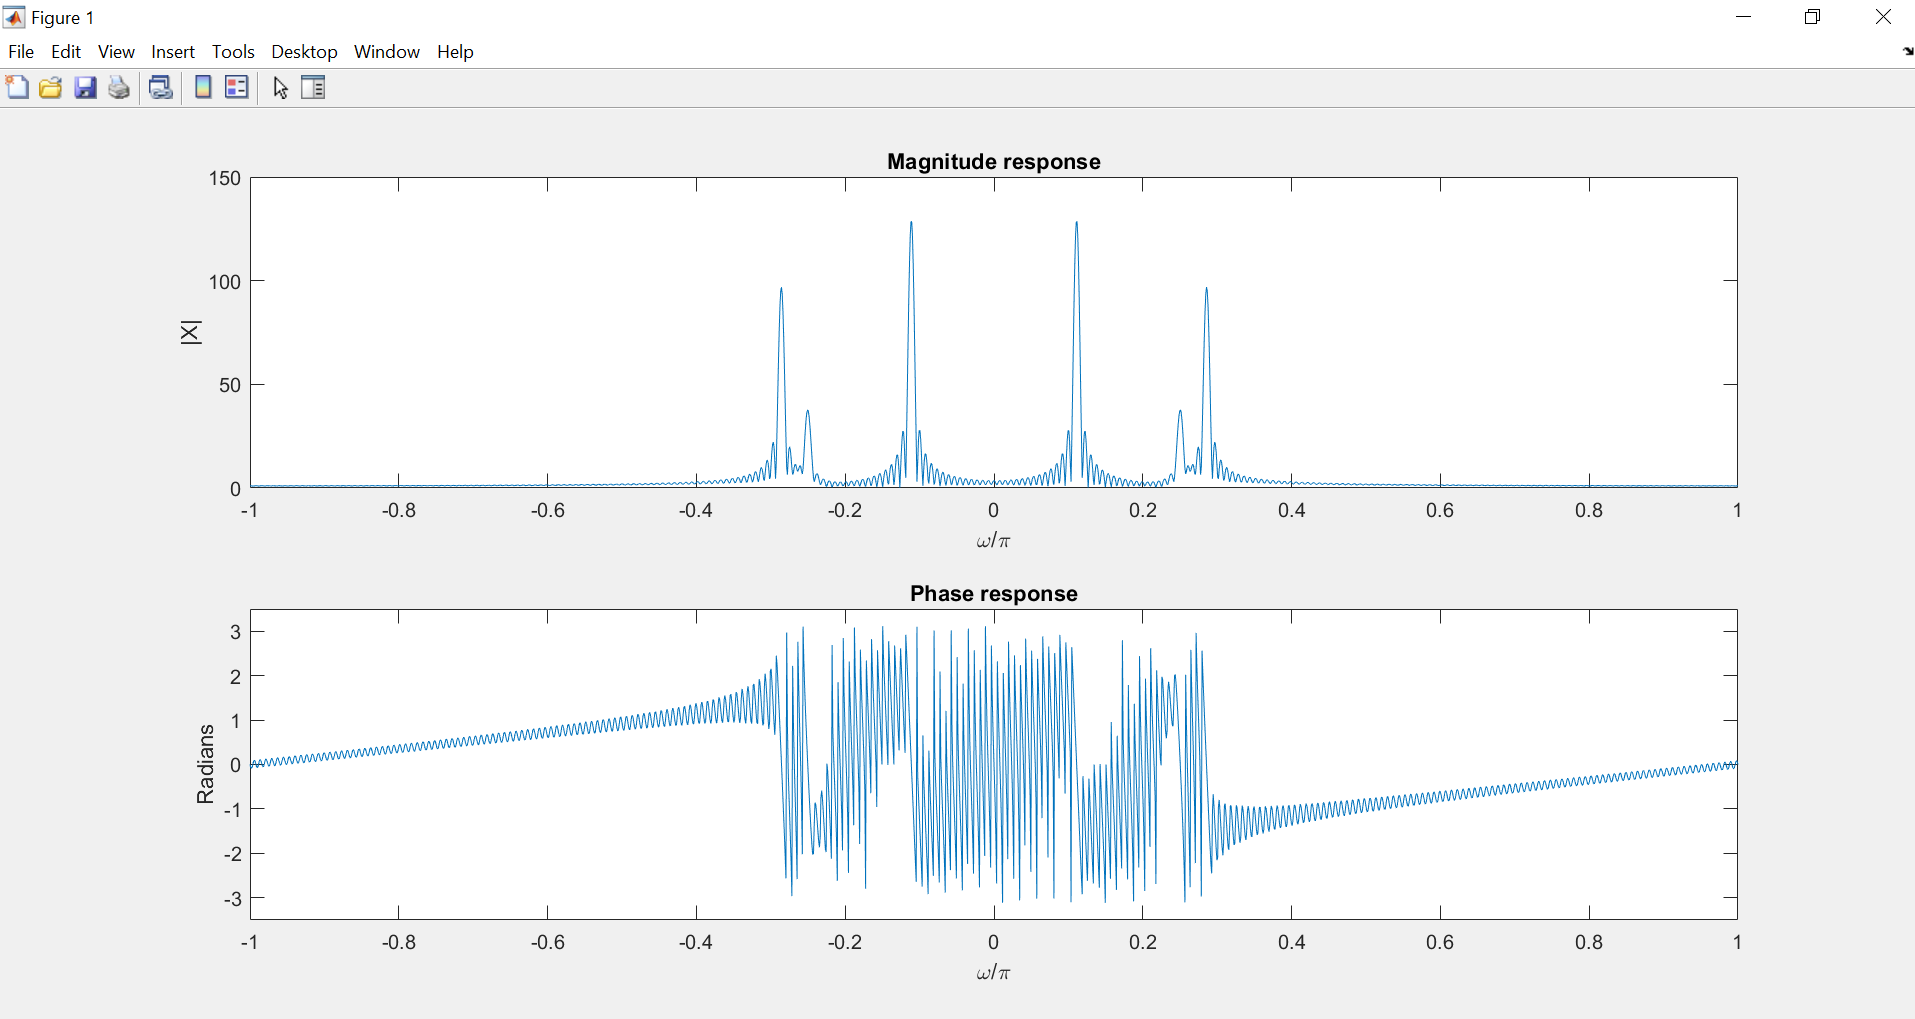 Figure 1
File Edit View Insert Tools Desktop Window Help
Magnitude response
150
100
50
0
|X|
-1 -0.8 -0.6 -0.4 -0.2 0 0.2 0.4 0.6 0.8 1
ω/π
Phase response
3
2
1
0
-1
-2
-3
Radians
-1 -0.8 -0.6 -0.4 -0.2 0 0.2 0.4 0.6 0.8 1
ω/π